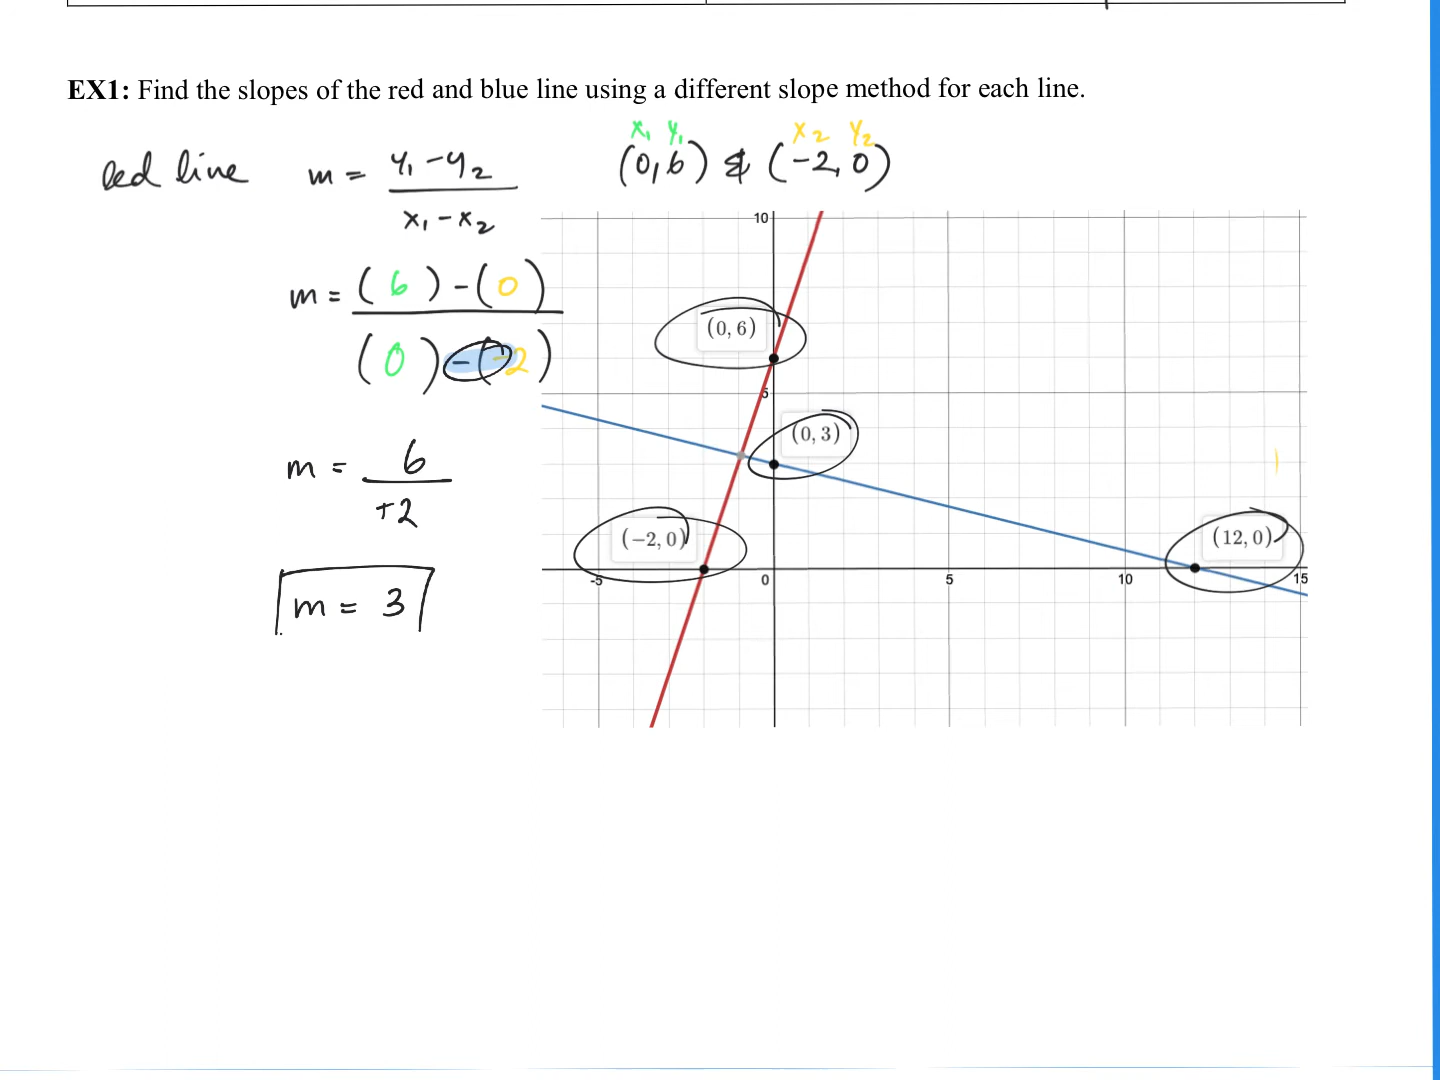 EX1: Find the slopes of the red and blue line using a different slope method for each line.
x₁ y₁ x₂ y₂
red line m = y₁ - y₂ (0,6) & (-2,0)
x₁ - x₂
10
m = (6) - (0)
(0) - (-2)
(0, 6)
5
(0, 3)
m = 6
+2
(−2, 0)
(12, 0)
-5 0 5 10 15
m = 3